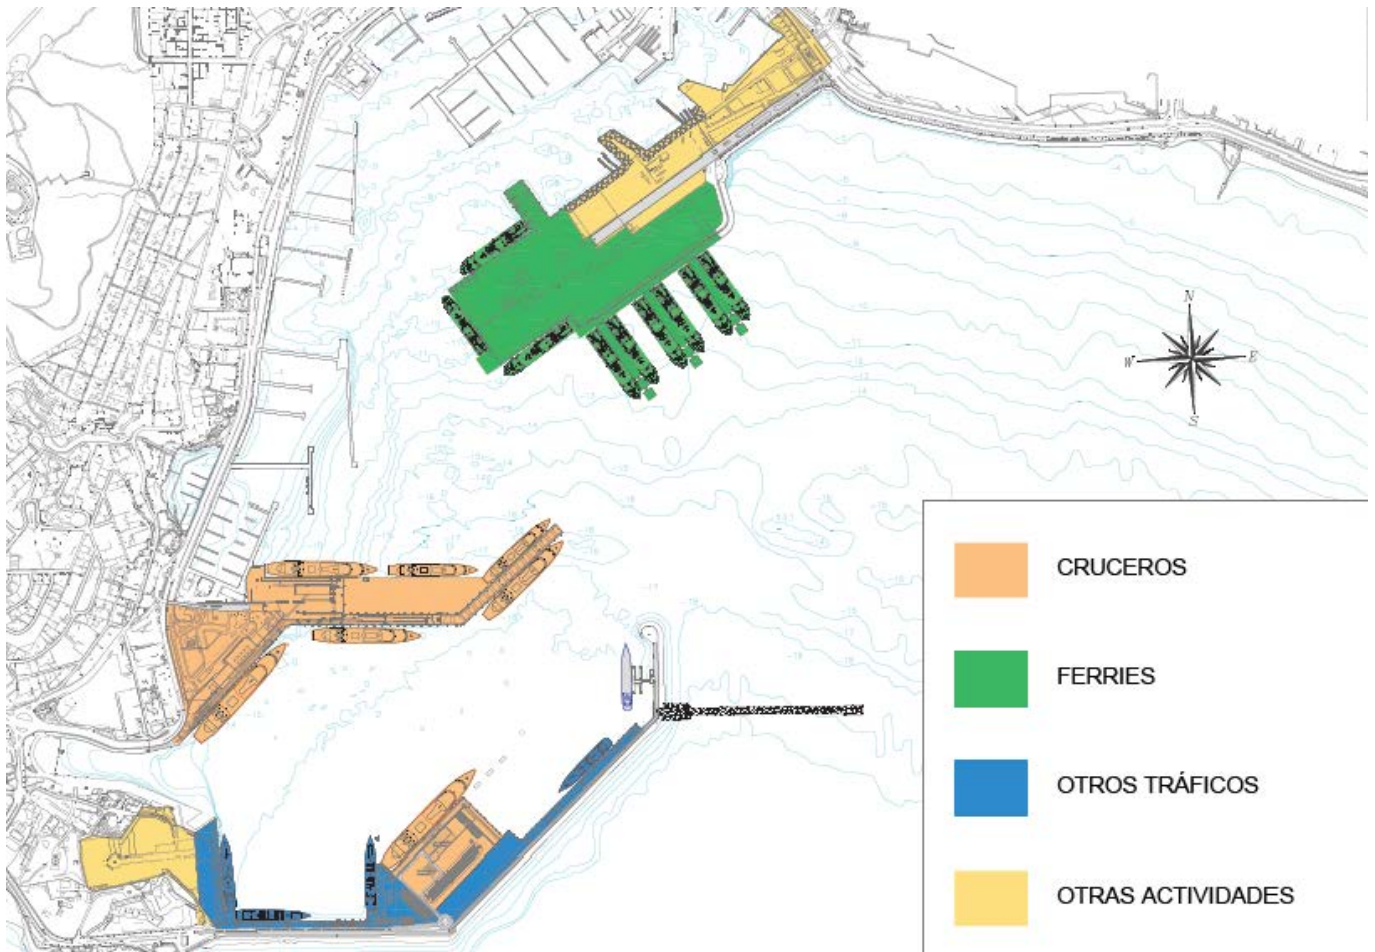 N
W
E
S
CRUCEROS
FERRIES
OTROS TRÁFICOS
OTRAS ACTIVIDADES